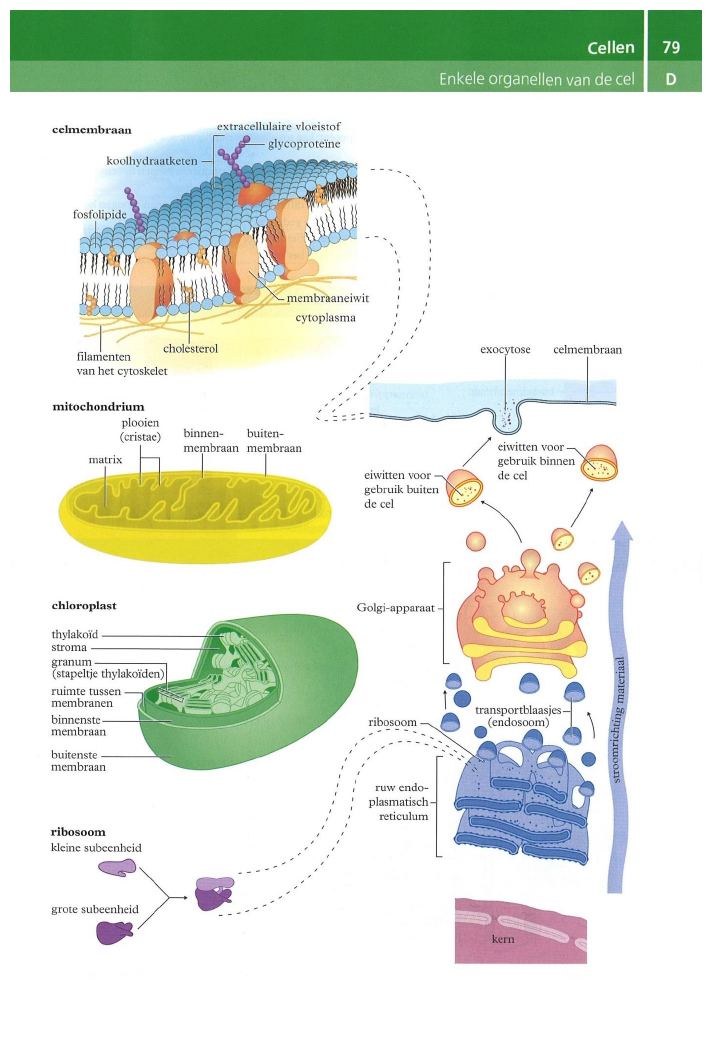 Cellen 79
Enkele organellen van de cel D
celmembraan
extracellulaire vloeistof
glycoproteïne
koolhydraatketen
fosfolipide
membraaneiwit
cytoplasma
cholesterol
filamenten
van het cytoskelet
exocytose
celmembraan
mitochondrium
plooien
(cristae)
binnen-
membraan
buiten-
membraan
matrix
eiwitten voor
gebruik binnen
de cel
eiwitten voor
gebruik buiten
de cel
chloroplast
thylakoïd
stroma
granum
(stapeltje thylakoïden)
ruimte tussen
membranen
binnenste
membraan
buitenste
membraan
Golgi-apparaat
transportblaasjes
(endosoom)
ribosoom
stroomrichting materiaal
ruw endo-
plasmatisch
reticulum
ribosoom
kleine subeenheid
grote subeenheid
kern